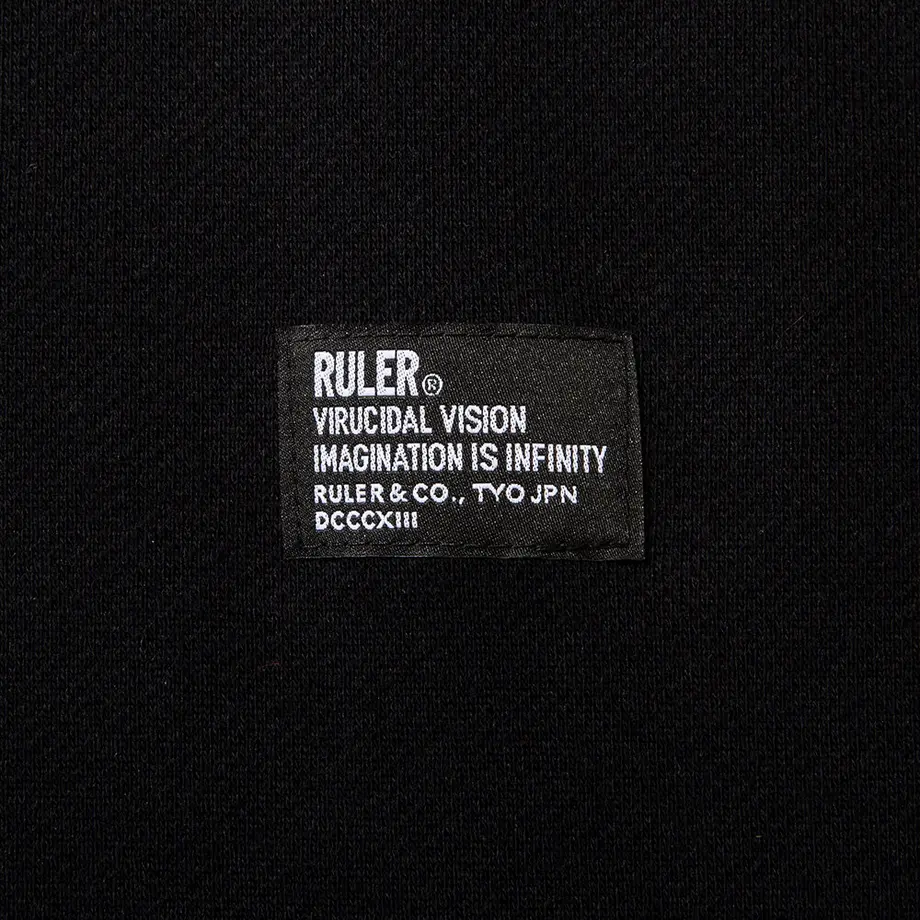 RULER®
VIRUCIDAL VISION
IMAGINATION IS INFINITY
RULER & CO., TYO JPN
DCCCXIII